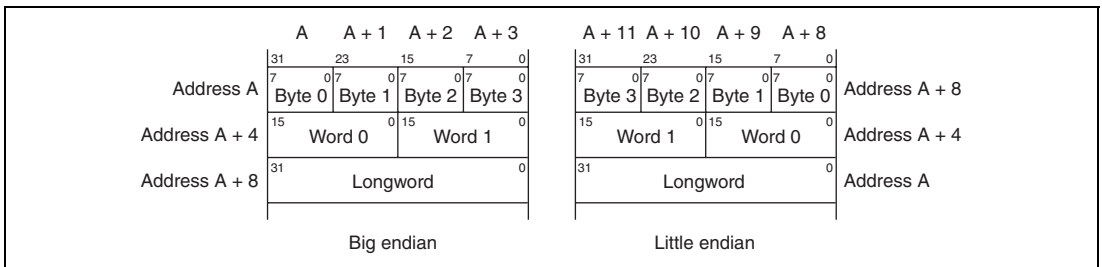 A A + 1 A + 2 A + 3 A + 11 A + 10 A + 9 A + 8
31 23 15 7 0 31 23 15 7 0
7 0 7 0 7 0 7 0 7 0 7 0 7 0 7 0
Address A Byte 0 Byte 1 Byte 2 Byte 3 Byte 3 Byte 2 Byte 1 Byte 0 Address A + 8
15 0 15 0 15 0 15 0
Address A + 4 Word 0 Word 1 Word 1 Word 0 Address A + 4
31 0 31 0
Address A + 8 Longword Longword Address A
Big endian Little endian